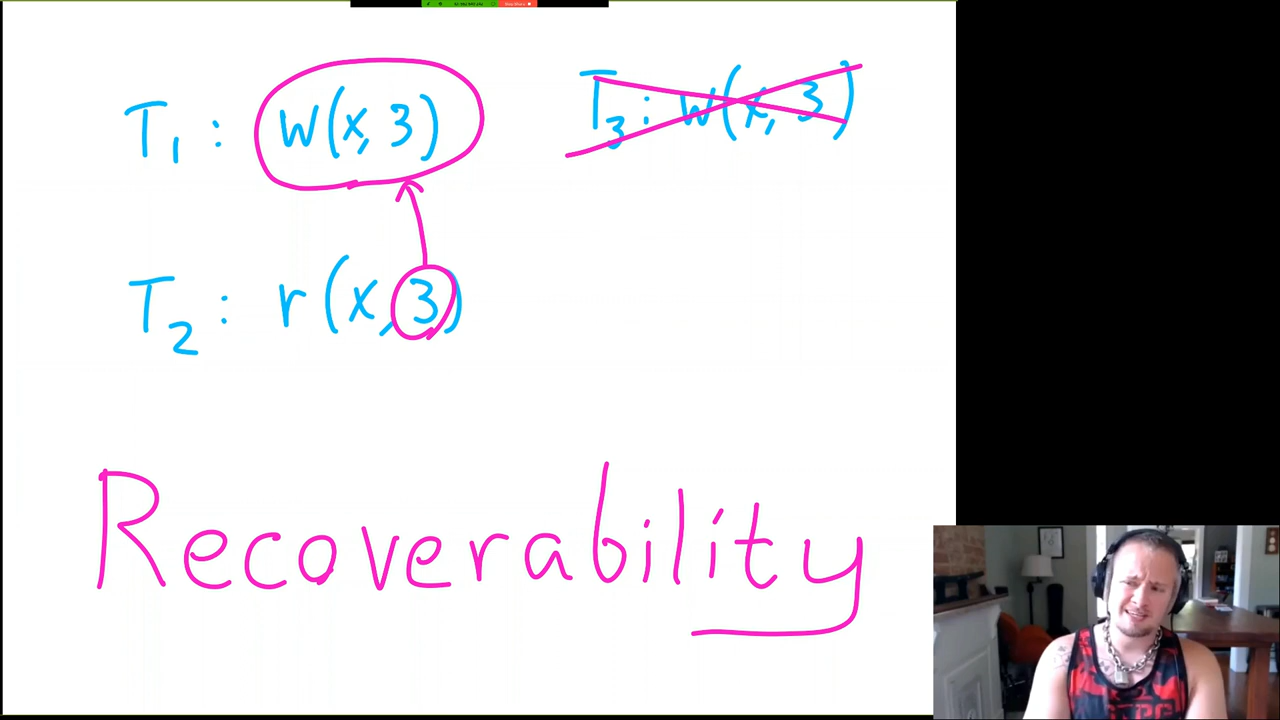 T1: W(x, 3)
T3: W(x, 3)
T2: r(x, 3)
Recoverability